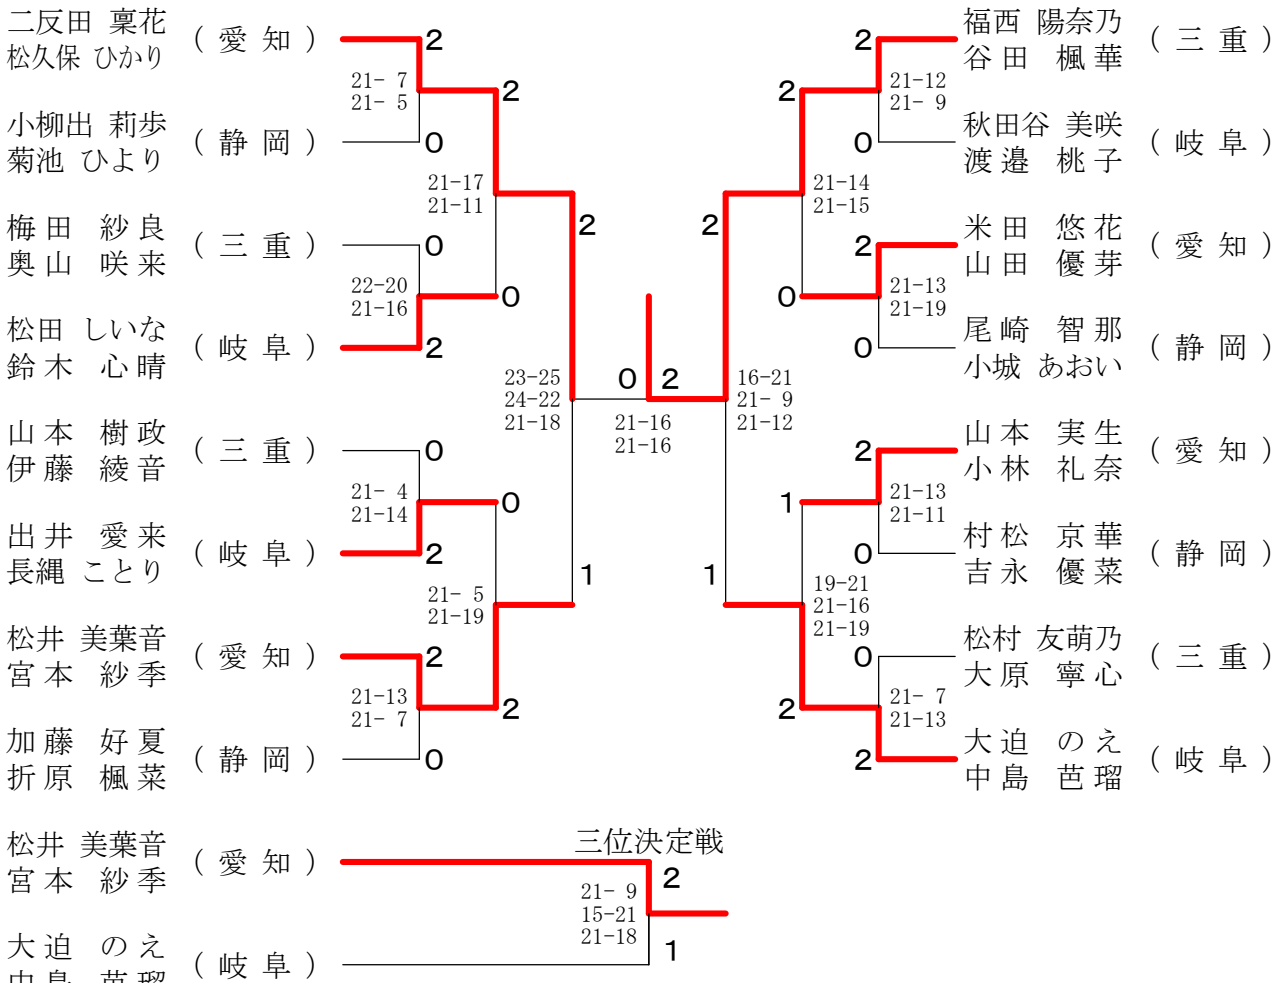 二反田 稟花
松久保 ひかり
（ 愛 知 ）
2
21- 7
21- 5
2
小柳出 莉歩
菊池 ひより
（ 静 岡 ）
0
21-17
21-11
2
梅田 紗良
奥山 咲来
（ 三 重 ）
0
22-20
21-16
0
松田 しいな
鈴木 心晴
（ 岐 阜 ）
2
23-25
24-22
21-18
山本 樹政
伊藤 綾音
（ 三 重 ）
0
21- 4
21-14
0
出井 愛来
長縄 ことり
（ 岐 阜 ）
2
21- 5
21-19
1
松井 美葉音
宮本 紗季
（ 愛 知 ）
2
21-13
21- 7
2
加藤 好夏
折原 楓菜
（ 静 岡 ）
0
0 2
21-16
21-16
福西 陽奈乃
谷田 楓華
（ 三 重 ）
2
21-12
21- 9
2
秋田谷 美咲
渡邉 桃子
（ 岐 阜 ）
0
21-14
21-15
2
米田 悠花
山田 優芽
（ 愛 知 ）
2
21-13
21-19
0
尾崎 智那
小城 あおい
（ 静 岡 ）
0
16-21
21- 9
21-12
山本 実生
小林 礼奈
（ 愛 知 ）
2
21-13
21-11
1
村松 京華
吉永 優菜
（ 静 岡 ）
0
19-21
21-16
21-19
1
松村 友萌乃
大原 寧心
（ 三 重 ）
0
21- 7
21-13
2
大迫 のえ
中島 芭瑠
（ 岐 阜 ）
2
三位決定戦
松井 美葉音
宮本 紗季
（ 愛 知 ）
2
21- 9
15-21
21-18
1
大迫 のえ
中島 芭瑠
（ 岐 阜 ）